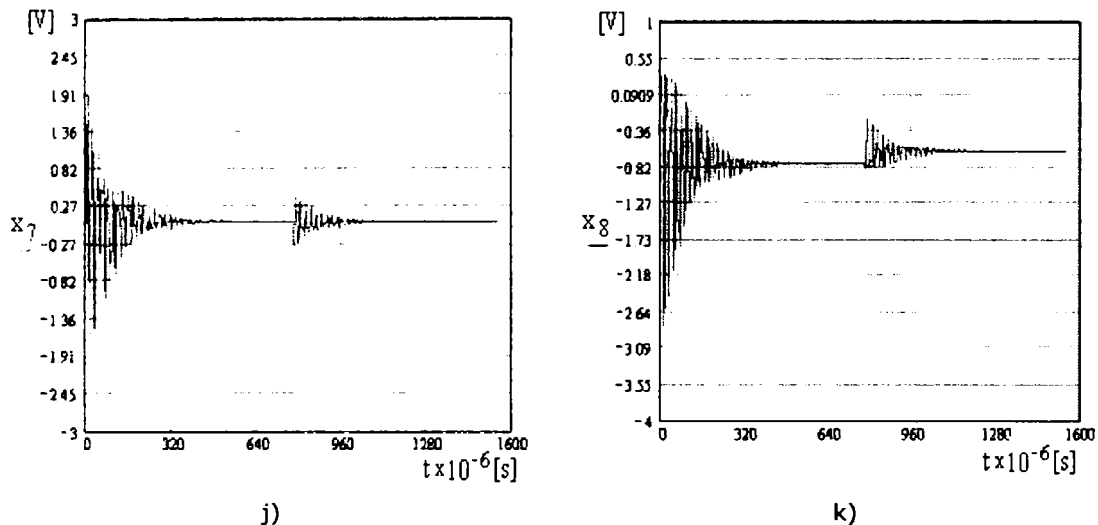 [V]
3
2.45
1.91
1.36
0.82
0.27
-0.27
-0.82
-1.36
-1.91
-2.45
-3
x7
0 320 640 960 1280 1600
t×10⁻⁶[s]
j)
[V]
1
0.55
0.0909
-0.36
-0.82
-1.27
-1.73
-2.18
-2.64
-3.09
-3.55
-4
x8
0 320 640 960 1280 1600
t×10⁻⁶[s]
k)